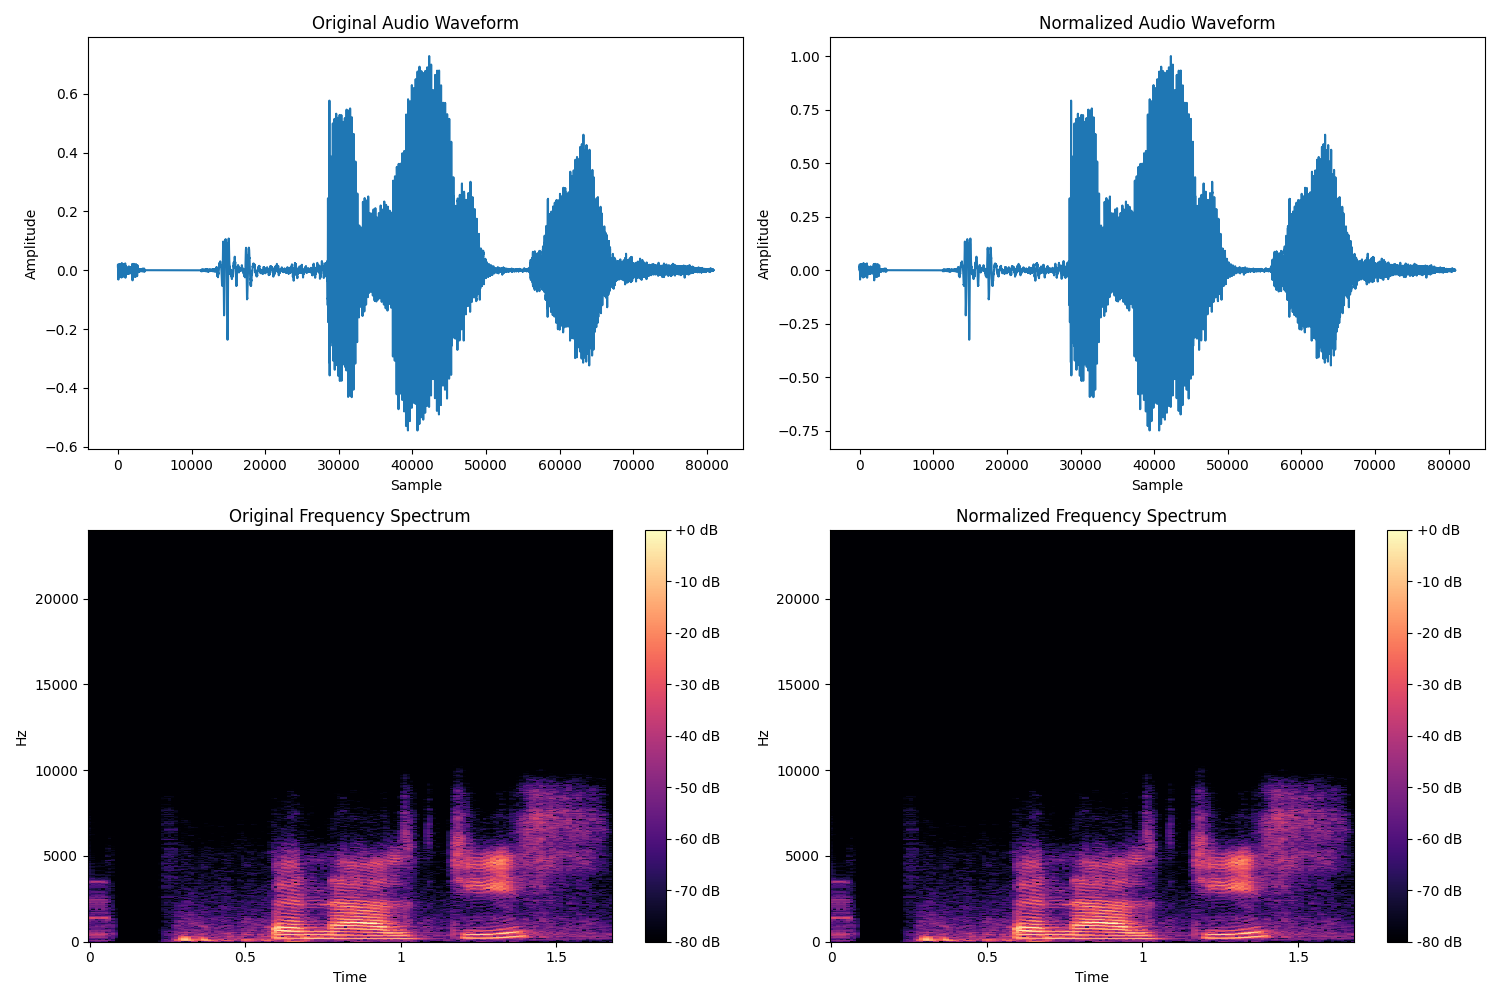 Original Audio Waveform
Amplitude
0.6
0.4
0.2
0.0
−0.2
−0.4
−0.6
0 10000 20000 30000 40000 50000 60000 70000 80000
Sample
Normalized Audio Waveform
Amplitude
1.00
0.75
0.50
0.25
0.00
−0.25
−0.50
−0.75
0 10000 20000 30000 40000 50000 60000 70000 80000
Sample
Original Frequency Spectrum
Hz
20000
15000
10000
5000
0
0 0.5 1 1.5
Time
+0 dB
-10 dB
-20 dB
-30 dB
-40 dB
-50 dB
-60 dB
-70 dB
-80 dB
Normalized Frequency Spectrum
Hz
20000
15000
10000
5000
0
0 0.5 1 1.5
Time
+0 dB
-10 dB
-20 dB
-30 dB
-40 dB
-50 dB
-60 dB
-70 dB
-80 dB